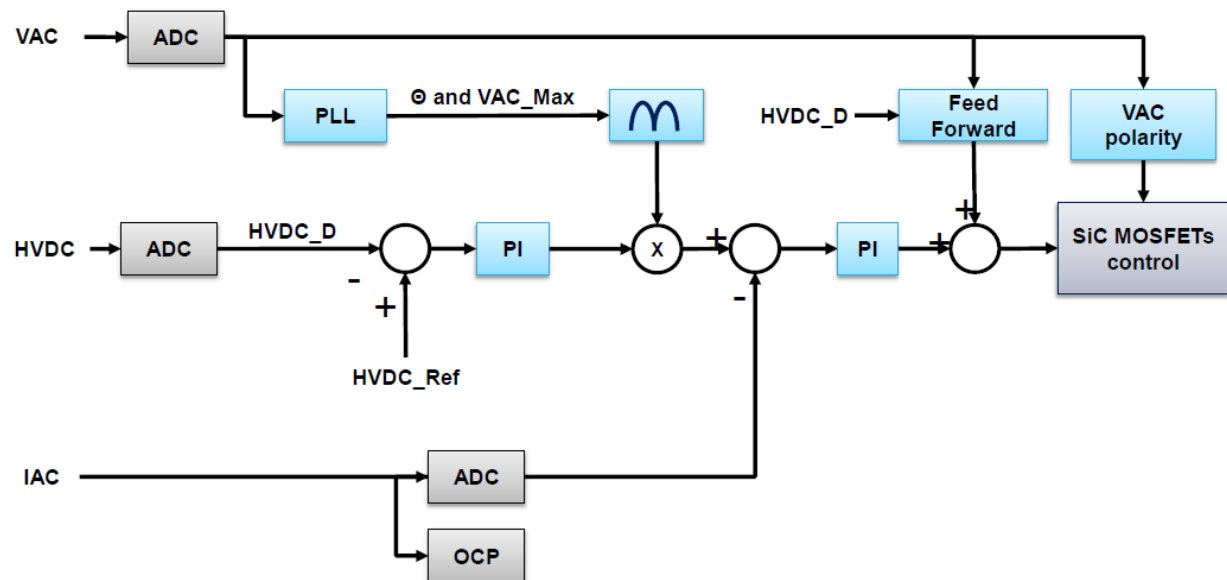 VAC
ADC
PLL
Θ and VAC_Max
HVDC_D
Feed
Forward
VAC
polarity
HVDC
ADC
HVDC_D
-
+
HVDC_Ref
PI
X
+
-
PI
+
+
SiC MOSFETs
control
IAC
ADC
OCP